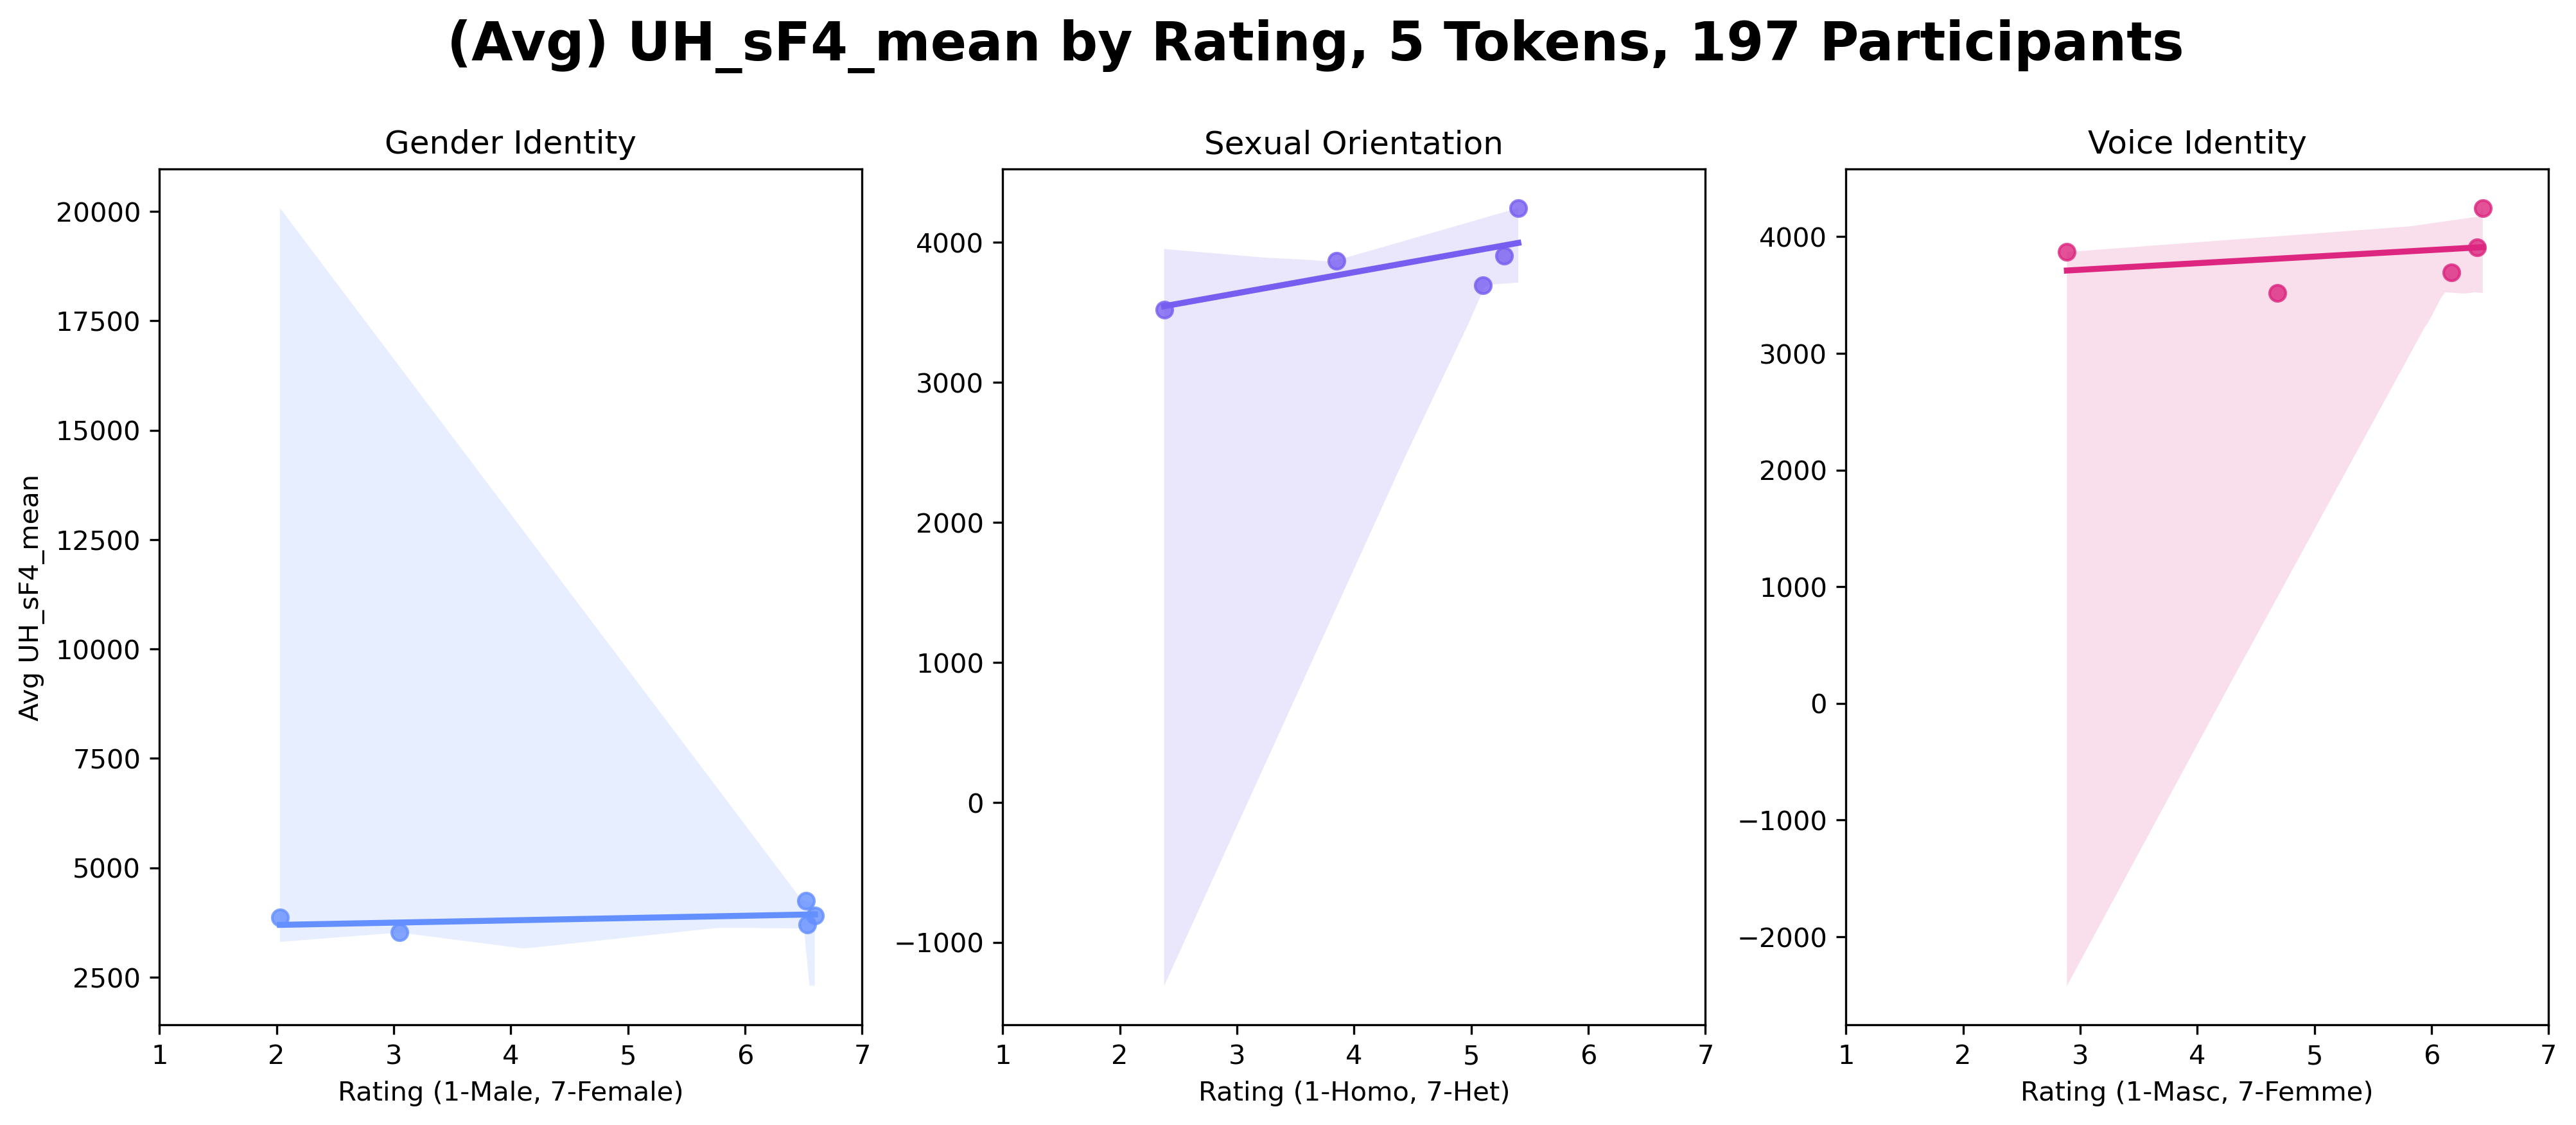 (Avg) UH_sF4_mean by Rating, 5 Tokens, 197 Participants
Gender Identity
Avg UH_sF4_mean
20000
17500
15000
12500
10000
7500
5000
2500
1 2 3 4 5 6 7
Rating (1-Male, 7-Female)
Sexual Orientation
4000
3000
2000
1000
0
−1000
1 2 3 4 5 6 7
Rating (1-Homo, 7-Het)
Voice Identity
4000
3000
2000
1000
0
−1000
−2000
1 2 3 4 5 6 7
Rating (1-Masc, 7-Femme)